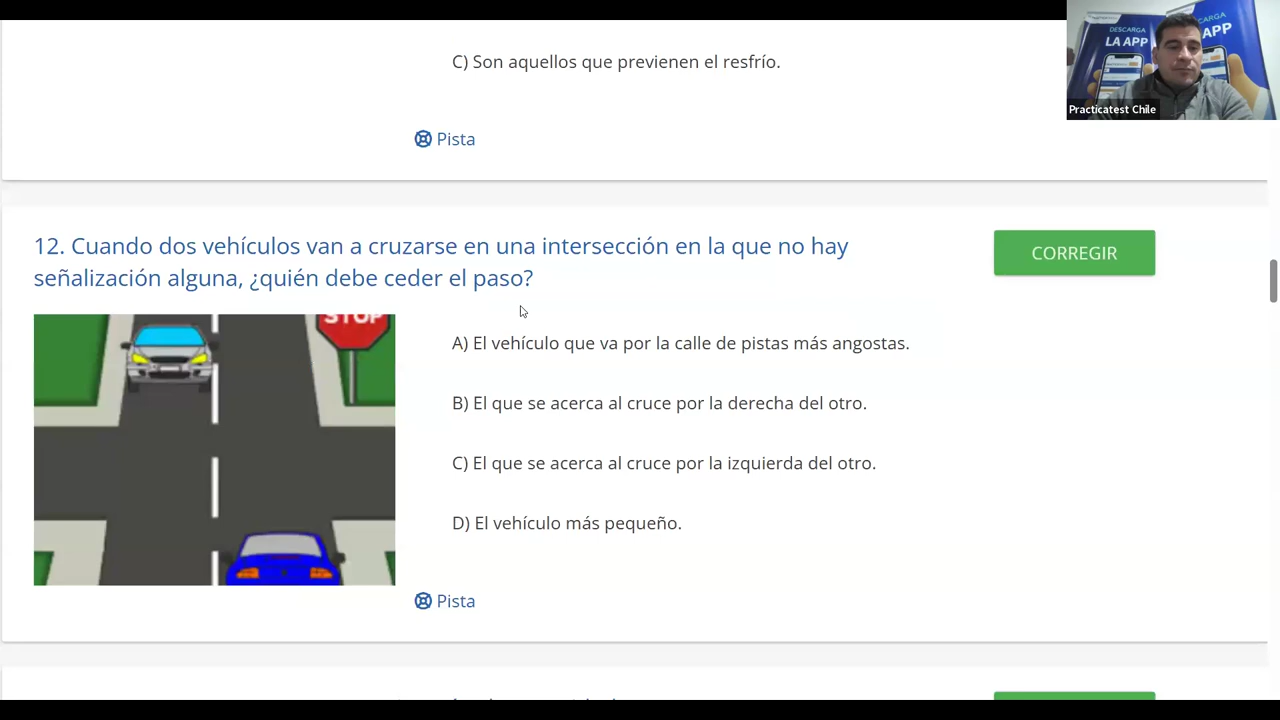 C) Son aquellos que previenen el resfrío.
DESCARGA
LA APP
CARGA
APP
Practicatest Chile
Pista
12. Cuando dos vehículos van a cruzarse en una intersección en la que no hay
señalización alguna, ¿quién debe ceder el paso?
CORREGIR
STOP
A) El vehículo que va por la calle de pistas más angostas.
B) El que se acerca al cruce por la derecha del otro.
C) El que se acerca al cruce por la izquierda del otro.
D) El vehículo más pequeño.
Pista